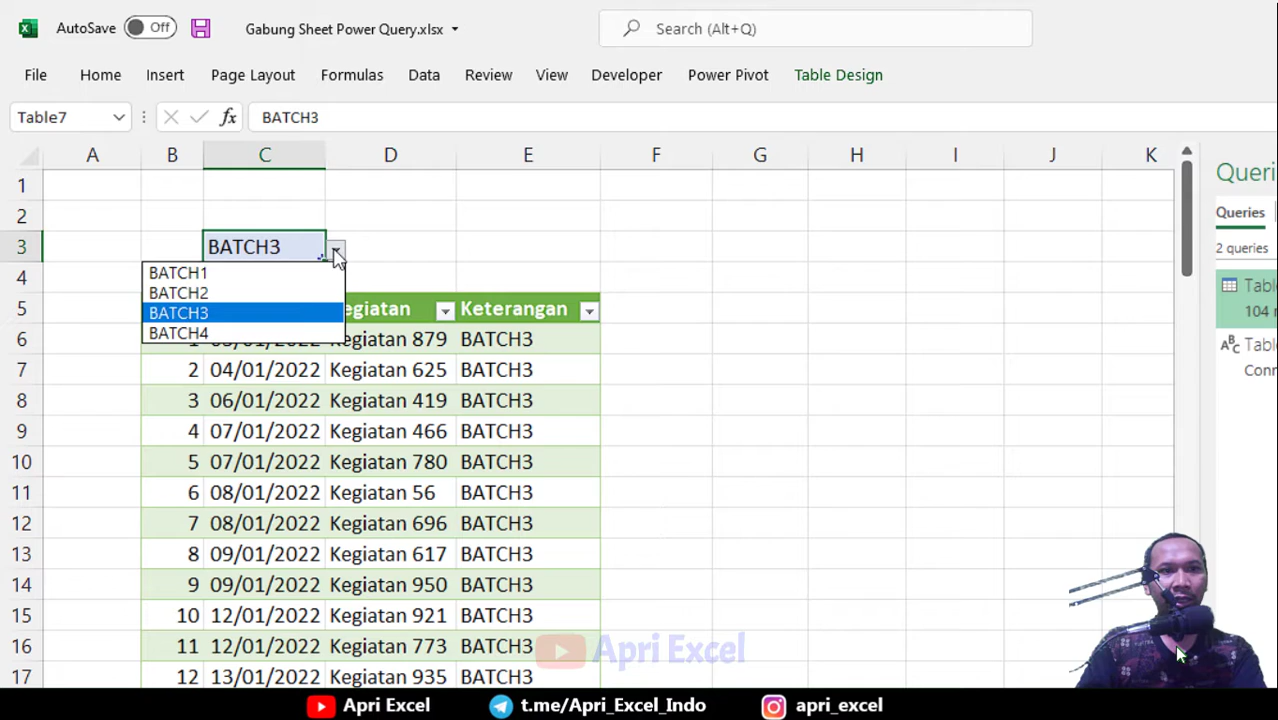 AutoSave Off Gabung Sheet Power Query.xlsx Search (Alt+Q)
File Home Insert Page Layout Formulas Data Review View Developer Power Pivot Table Design
Table7 fx BATCH3
A B C D E F G H I J K
Queri
Queries
2 queries
Tabl
104 r
ABC Tabl
Conn
1
2
3 BATCH3
4
BATCH1
BATCH2
BATCH3
BATCH4
5 egiatan Keterangan
6 Kegiatan 879 BATCH3
7 2 04/01/2022 Kegiatan 625 BATCH3
8 3 06/01/2022 Kegiatan 419 BATCH3
9 4 07/01/2022 Kegiatan 466 BATCH3
10 5 07/01/2022 Kegiatan 780 BATCH3
11 6 08/01/2022 Kegiatan 56 BATCH3
12 7 08/01/2022 Kegiatan 696 BATCH3
13 8 09/01/2022 Kegiatan 617 BATCH3
14 9 09/01/2022 Kegiatan 950 BATCH3
15 10 12/01/2022 Kegiatan 921 BATCH3
16 11 12/01/2022 Kegiatan 773 BATCH3
17 12 13/01/2022 Kegiatan 935 BATCH3
Apri Excel
Apri Excel t.me/Apri_Excel_Indo apri_excel